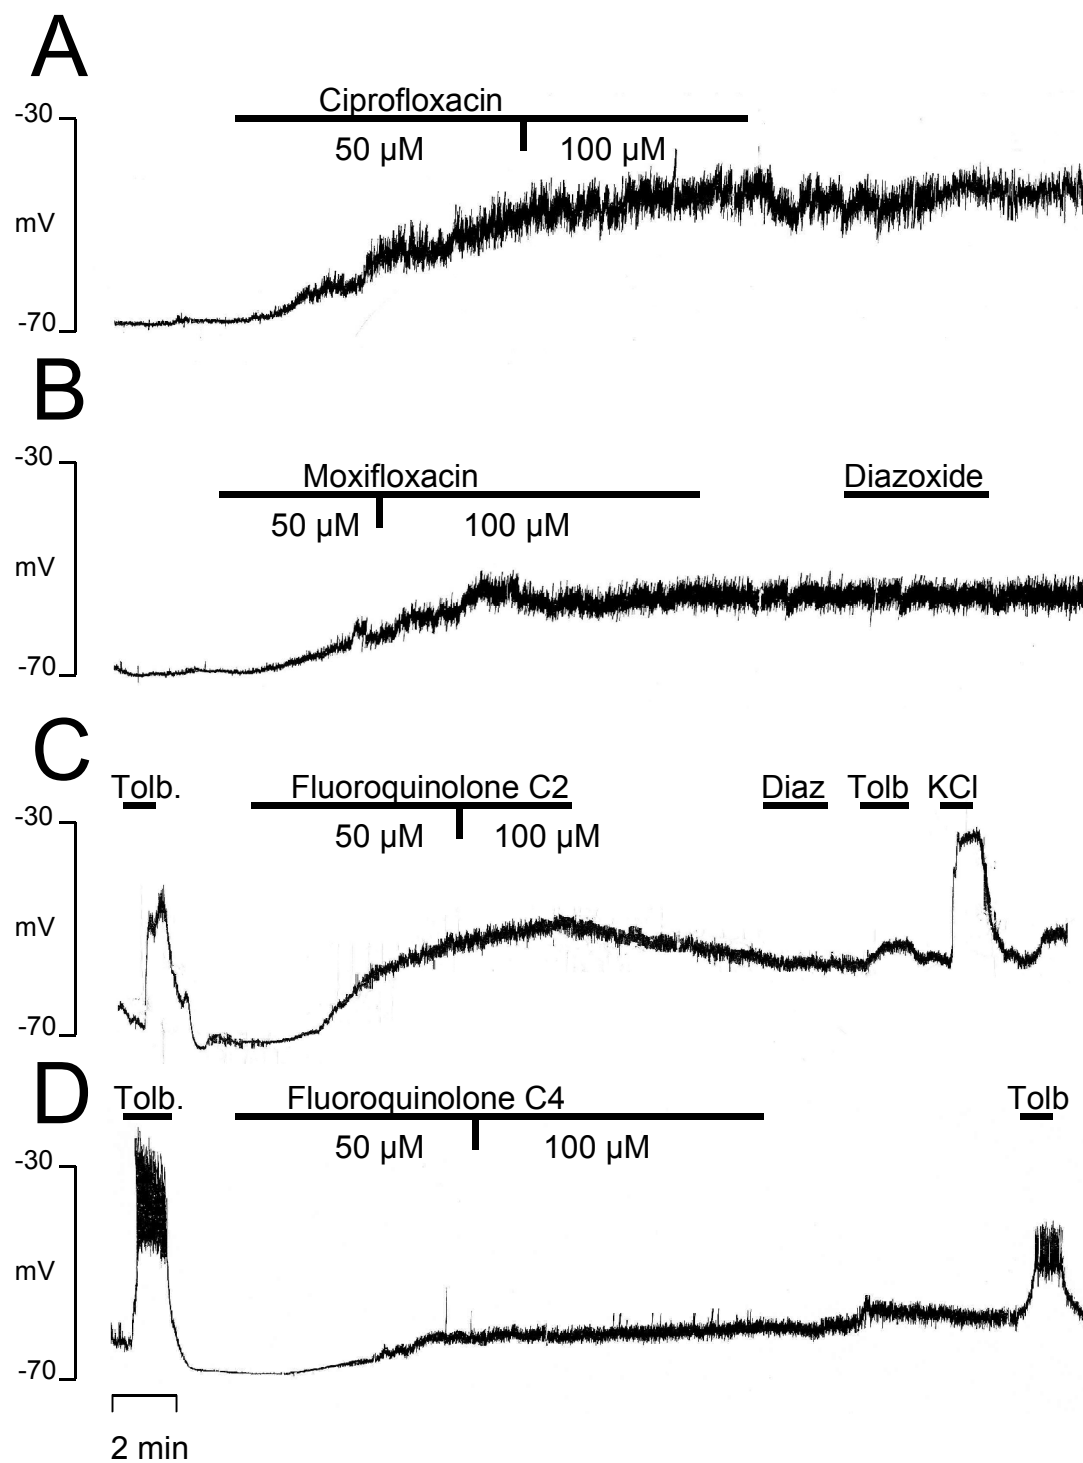 A
-30
Ciprofloxacin
50 µM 100 µM
mV
-70
B
-30
Moxifloxacin Diazoxide
50 µM 100 µM
mV
-70
C
Tolb. Fluoroquinolone C2 Diaz Tolb KCl
-30
50 µM 100 µM
mV
-70
D
Tolb. Fluoroquinolone C4 Tolb
50 µM 100 µM
-30
mV
-70
2 min